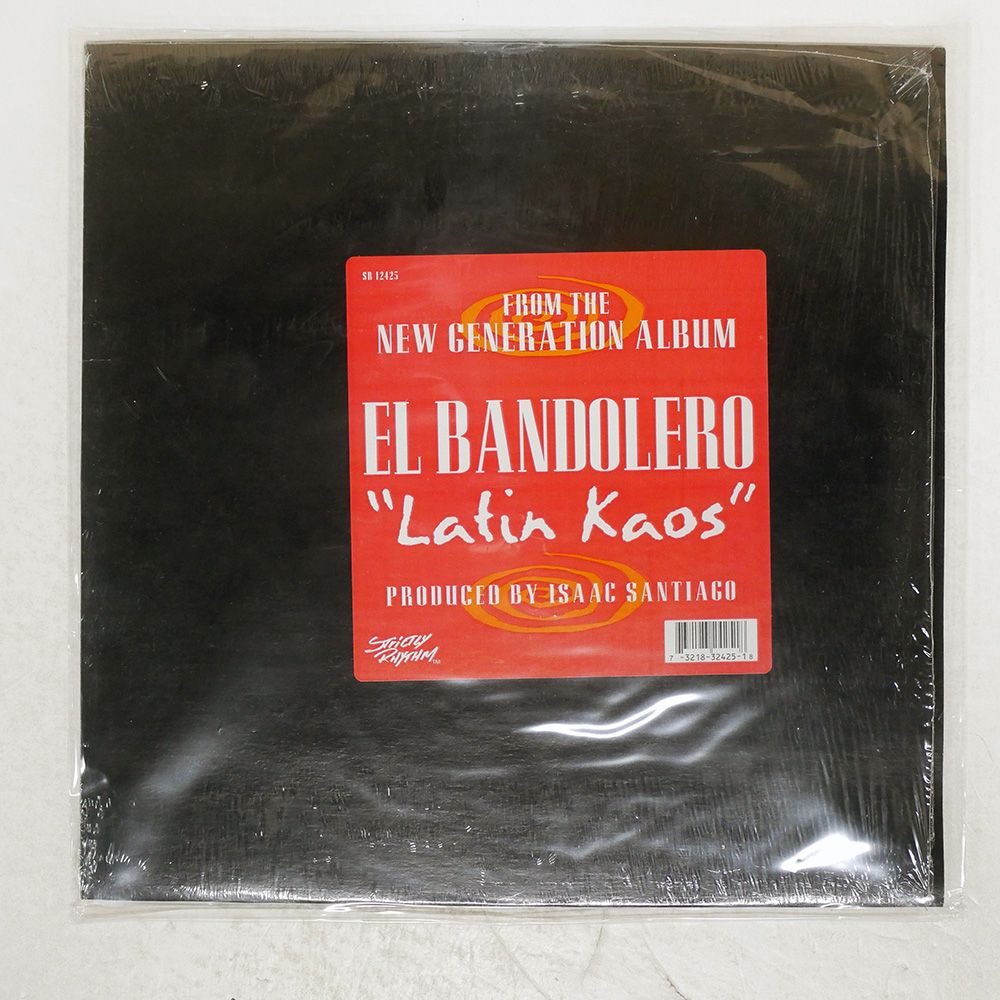 SR 12425
FROM THE
NEW GENERATION ALBUM
EL BANDOLERO
"Latin Kaos"
PRODUCED BY ISAAC SANTIAGO
STRICTLY
RHYTHM TM
7 -3218-32425-1 8